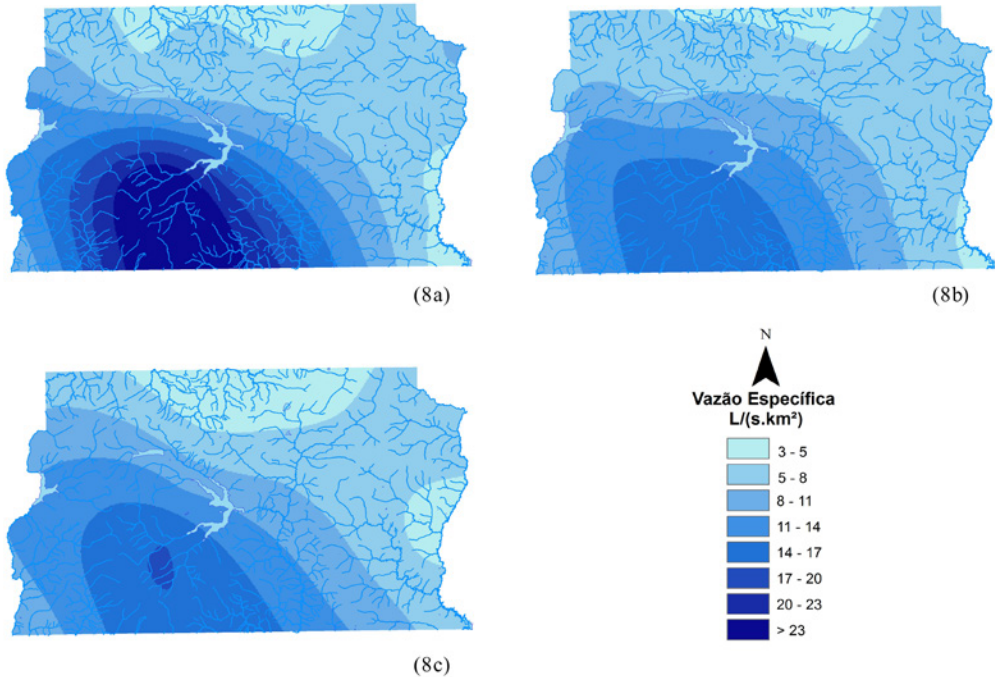 (8a)
(8b)
(8c)
N
Vazão Específica
L/(s.km²)
3 - 5
5 - 8
8 - 11
11 - 14
14 - 17
17 - 20
20 - 23
> 23